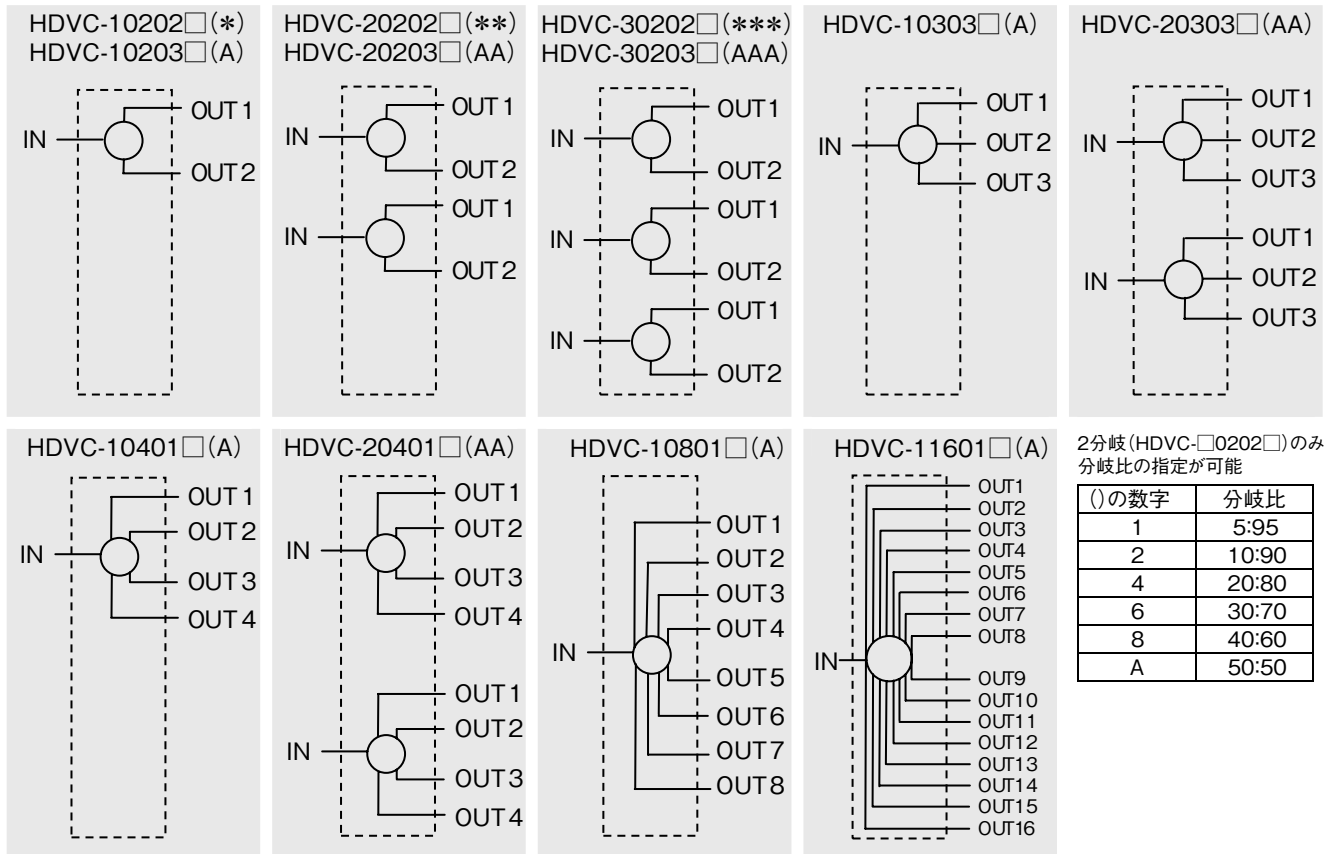 HDVC-10202□(*)
HDVC-10203□(A)
IN
OUT1
OUT2
HDVC-20202□(**)
HDVC-20203□(AA)
IN
OUT1
OUT2
IN
OUT1
OUT2
HDVC-30202□(***)
HDVC-30203□(AAA)
IN
OUT1
OUT2
IN
OUT1
OUT2
IN
OUT1
OUT2
HDVC-10303□(A)
IN
OUT1
OUT2
OUT3
HDVC-20303□(AA)
IN
OUT1
OUT2
OUT3
IN
OUT1
OUT2
OUT3
HDVC-10401□(A)
IN
OUT1
OUT2
OUT3
OUT4
HDVC-20401□(AA)
IN
OUT1
OUT2
OUT3
OUT4
IN
OUT1
OUT2
OUT3
OUT4
HDVC-10801□(A)
IN
OUT1
OUT2
OUT3
OUT4
OUT5
OUT6
OUT7
OUT8
HDVC-11601□(A)
IN
OUT1
OUT2
OUT3
OUT4
OUT5
OUT6
OUT7
OUT8
OUT9
OUT10
OUT11
OUT12
OUT13
OUT14
OUT15
OUT16
2分岐(HDVC-□0202□)のみ
分岐比の指定が可能
()の数字 分岐比
1 5:95
2 10:90
4 20:80
6 30:70
8 40:60
A 50:50